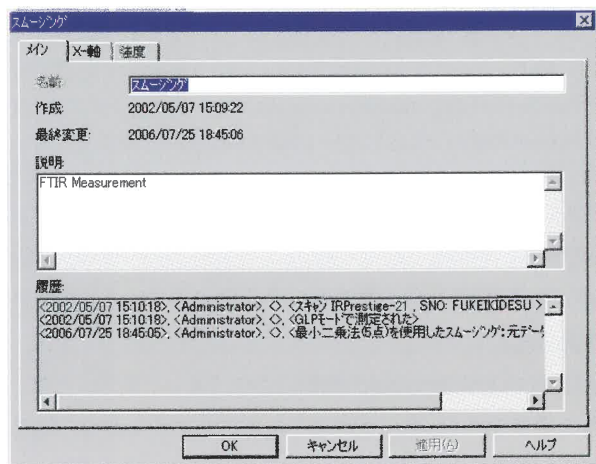 スムージング
メイン X-軸 強度
名前: スムージング
作成: 2002/05/07 15:09:22
最終変更: 2006/07/25 18:45:06
説明:
FTIR Measurement
履歴:
<2002/05/07 15:10:18>, <Administrator>, <>, <スキャン IRPrestige-21 , SNO: FUKEIKIDESU >
<2002/05/07 15:10:18>, <Administrator>, <>, <GLPモードで測定された>
<2006/07/25 18:45:05>, <Administrator>, <>, <最小二乗法(5点)を使用したスムージング: 元データ
OK キャンセル 適用(A) ヘルプ